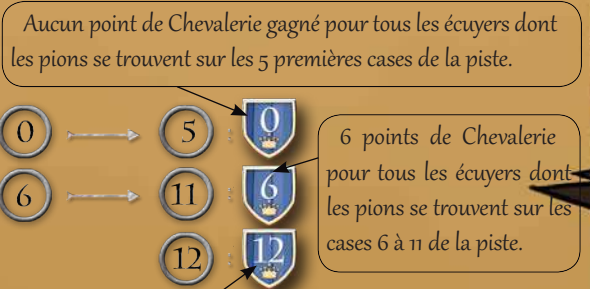 Aucun point de Chevalerie gagné pour tous les écuyers dont
les pions se trouvent sur les 5 premières cases de la piste.
0 5 : 0
6 11 : 6
12 : 12
6 points de Chevalerie
pour tous les écuyers dont
les pions se trouvent sur les
cases 6 à 11 de la piste.